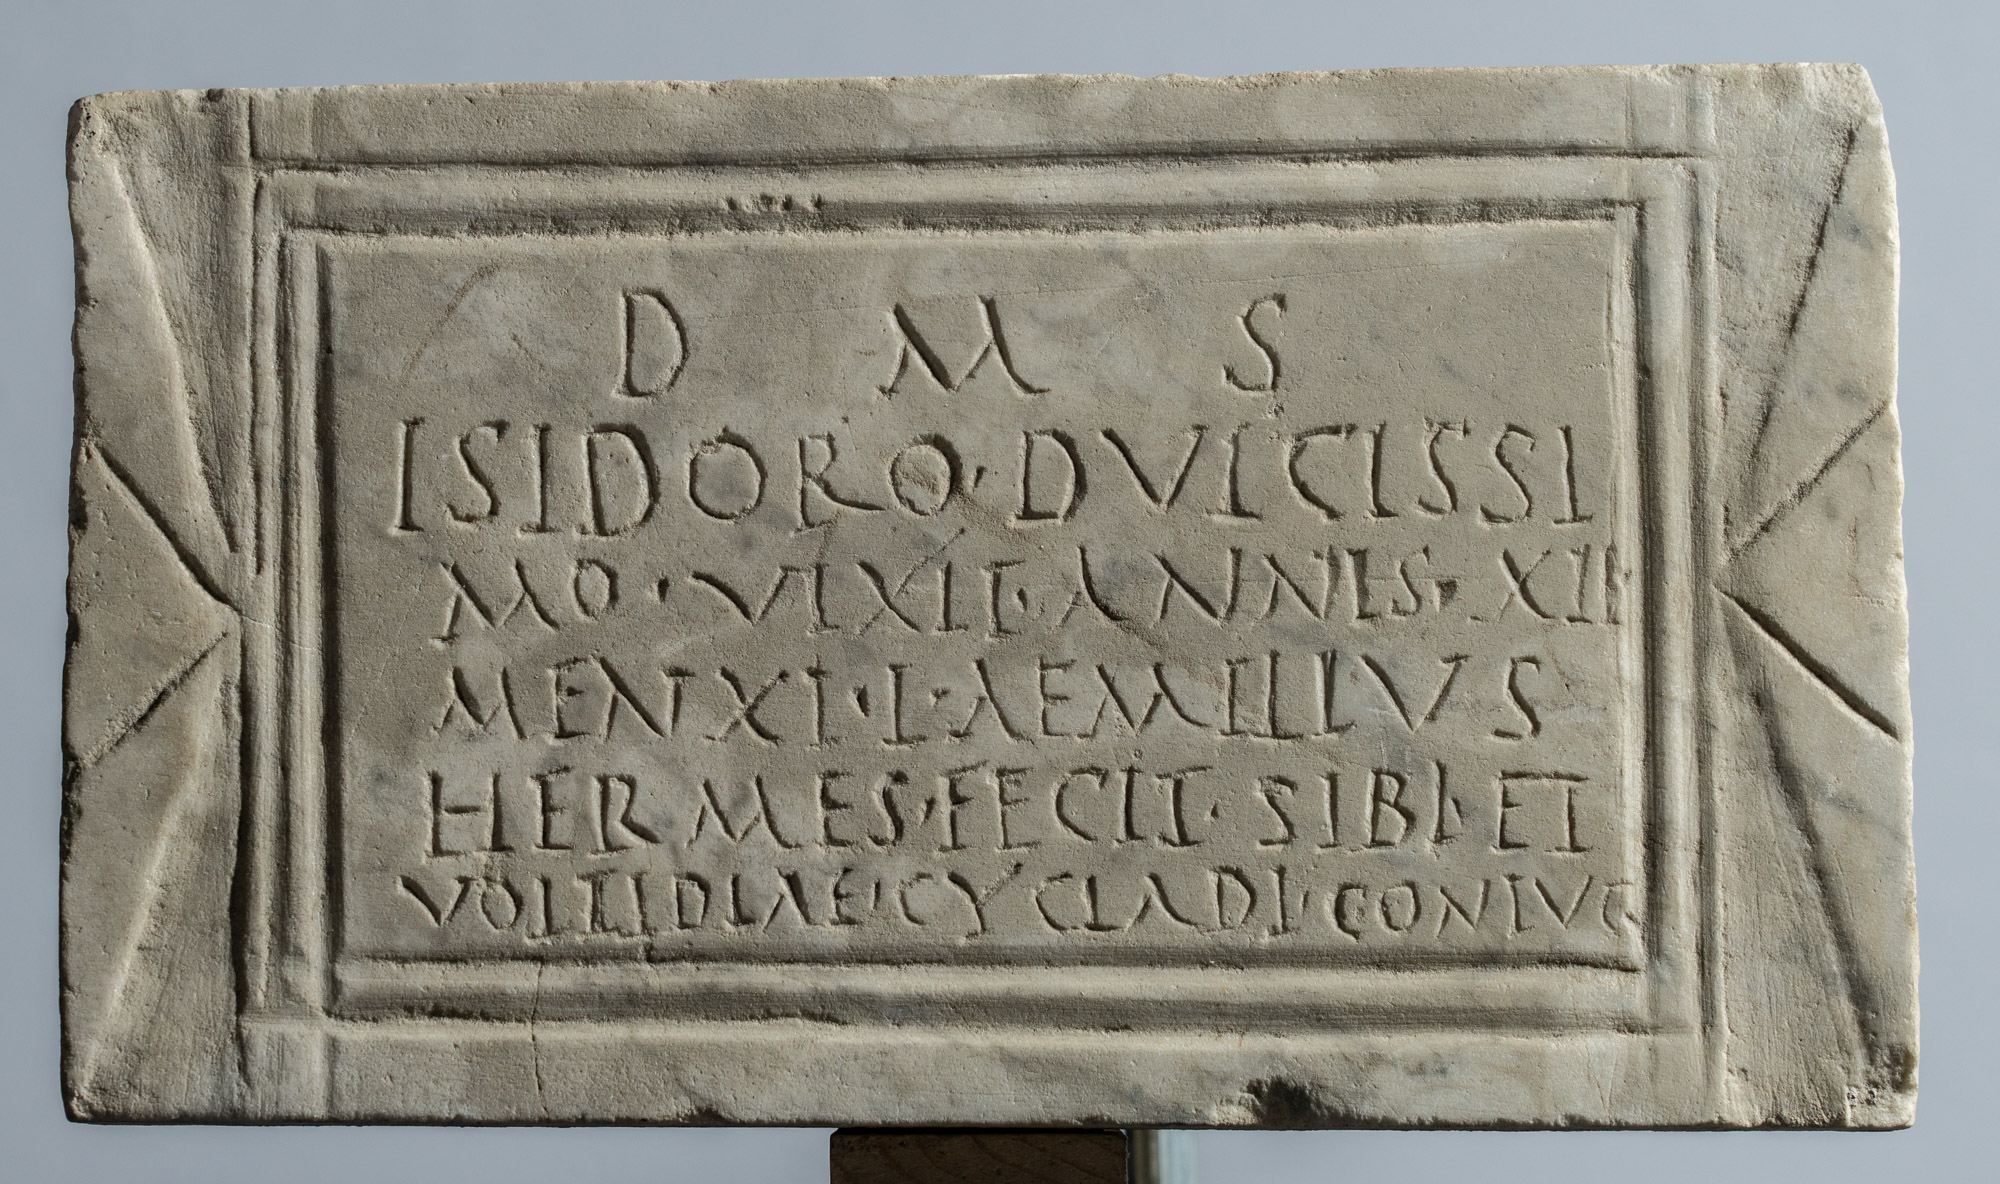 D M S
ISIDORO · DVLCISSI
MO · VIXIT · ANNIS · XII
MEN XI · L · AEMILIVS
HERMES · FECIT · SIBI · ET
VOLTIDIAE · CYCLADI · CONIVG